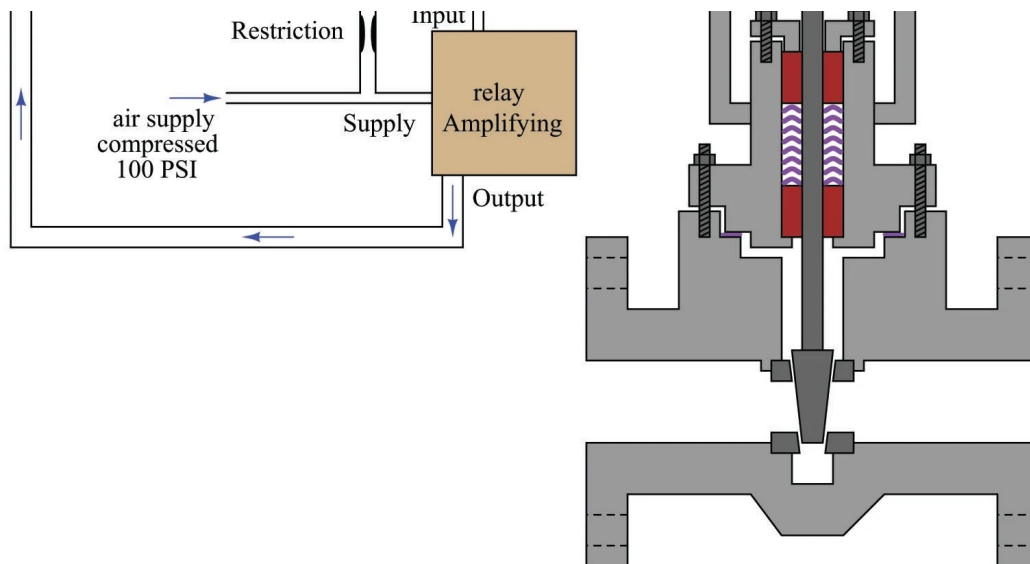 Restriction
Input
air supply
compressed
100 PSI
Supply
relay
Amplifying
Output